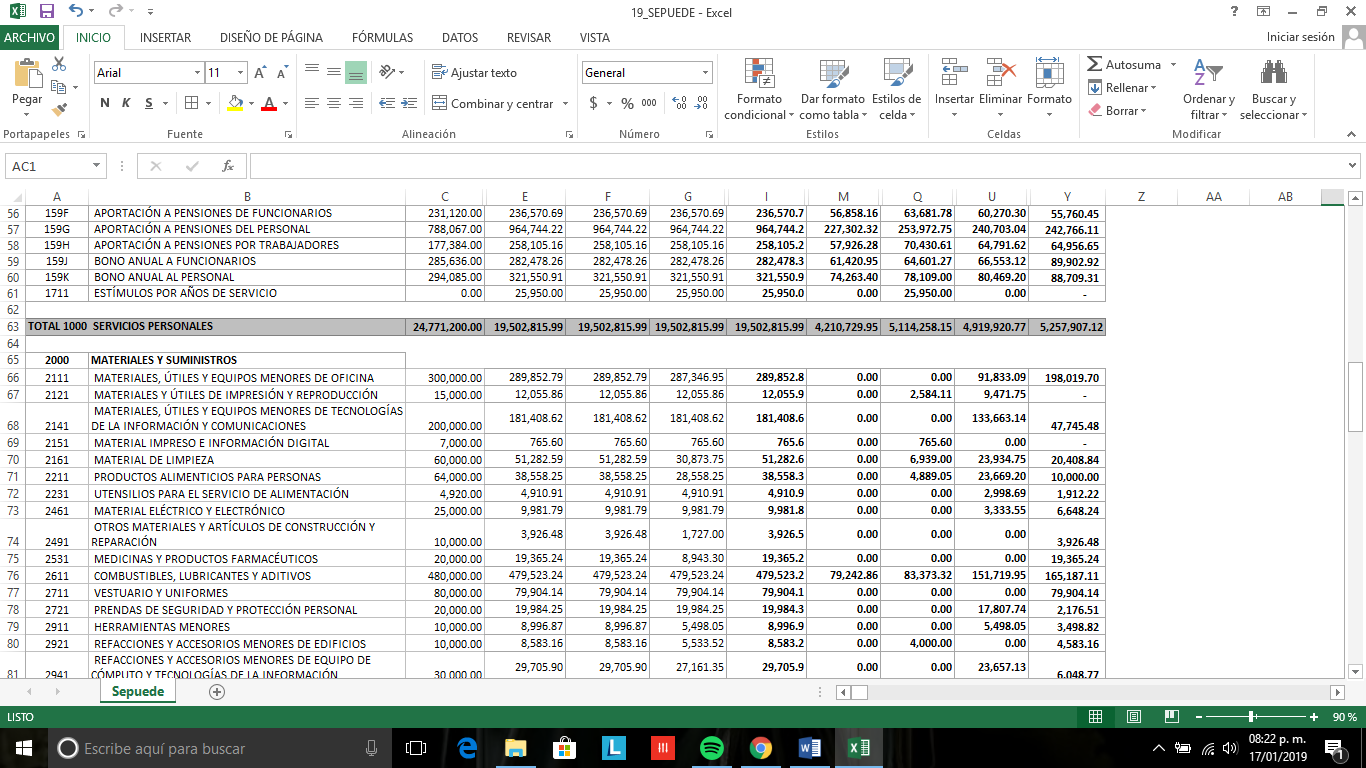 19_SEPUEDE - Excel
ARCHIVO INICIO INSERTAR DISEÑO DE PÁGINA FÓRMULAS DATOS REVISAR VISTA Iniciar sesión
Arial 11 Ajustar texto General Autosuma
Pegar Rellenar
N K S Combinar y centrar $ % 000 Formato condicional Dar formato como tabla Estilos de celda Insertar Eliminar Formato Borrar Ordenar y filtrar Buscar y seleccionar
Portapapeles Fuente Alineación Número Estilos Celdas Modificar
AC1 fx
A B C E F G I M Q U Y Z AA AB
56 159F APORTACIÓN A PENSIONES DE FUNCIONARIOS 231,120.00 236,570.69 236,570.69 236,570.69 236,570.7 56,858.16 63,681.78 60,270.30 55,760.45
57 159G APORTACIÓN A PENSIONES DEL PERSONAL 788,067.00 964,744.22 964,744.22 964,744.22 964,744.2 227,302.32 253,972.75 240,703.04 242,766.11
58 159H APORTACIÓN A PENSIONES POR TRABAJADORES 177,384.00 258,105.16 258,105.16 258,105.16 258,105.2 57,926.28 70,430.61 64,791.62 64,956.65
59 159J BONO ANUAL A FUNCIONARIOS 285,636.00 282,478.26 282,478.26 282,478.26 282,478.3 61,420.95 64,601.27 66,553.12 89,902.92
60 159K BONO ANUAL AL PERSONAL 294,085.00 321,550.91 321,550.91 321,550.91 321,550.9 74,263.40 78,109.00 80,469.20 88,709.31
61 1711 ESTÍMULOS POR AÑOS DE SERVICIO 0.00 25,950.00 25,950.00 25,950.00 25,950.0 0.00 25,950.00 0.00 -
62
63 TOTAL 1000 SERVICIOS PERSONALES 24,771,200.00 19,502,815.99 19,502,815.99 19,502,815.99 19,502,815.99 4,210,729.95 5,114,258.15 4,919,920.77 5,257,907.12
64
65 2000 MATERIALES Y SUMINISTROS
66 2111 MATERIALES, ÚTILES Y EQUIPOS MENORES DE OFICINA 300,000.00 289,852.79 289,852.79 287,346.95 289,852.8 0.00 0.00 91,833.09 198,019.70
67 2121 MATERIALES Y ÚTILES DE IMPRESIÓN Y REPRODUCCIÓN 15,000.00 12,055.86 12,055.86 12,055.86 12,055.9 0.00 2,584.11 9,471.75 -
MATERIALES, ÚTILES Y EQUIPOS MENORES DE TECNOLOGÍAS
68 2141 DE LA INFORMACIÓN Y COMUNICACIONES 200,000.00 181,408.62 181,408.62 181,408.62 181,408.6 0.00 0.00 133,663.14 47,745.48
69 2151 MATERIAL IMPRESO E INFORMACIÓN DIGITAL 7,000.00 765.60 765.60 765.60 765.6 0.00 765.60 0.00 -
70 2161 MATERIAL DE LIMPIEZA 60,000.00 51,282.59 51,282.59 30,873.75 51,282.6 0.00 6,939.00 23,934.75 20,408.84
71 2211 PRODUCTOS ALIMENTICIOS PARA PERSONAS 64,000.00 38,558.25 38,558.25 28,558.25 38,558.3 0.00 4,889.05 23,669.20 10,000.00
72 2231 UTENSILIOS PARA EL SERVICIO DE ALIMENTACIÓN 4,920.00 4,910.91 4,910.91 4,910.91 4,910.9 0.00 0.00 2,998.69 1,912.22
73 2461 MATERIAL ELÉCTRICO Y ELECTRÓNICO 25,000.00 9,981.79 9,981.79 9,981.79 9,981.8 0.00 0.00 3,333.55 6,648.24
OTROS MATERIALES Y ARTÍCULOS DE CONSTRUCCIÓN Y
74 2491 REPARACIÓN 10,000.00 3,926.48 3,926.48 1,727.00 3,926.5 0.00 0.00 0.00 3,926.48
75 2531 MEDICINAS Y PRODUCTOS FARMACÉUTICOS 20,000.00 19,365.24 19,365.24 8,943.30 19,365.2 0.00 0.00 0.00 19,365.24
76 2611 COMBUSTIBLES, LUBRICANTES Y ADITIVOS 480,000.00 479,523.24 479,523.24 479,523.24 479,523.2 79,242.86 83,373.32 151,719.95 165,187.11
77 2711 VESTUARIO Y UNIFORMES 80,000.00 79,904.14 79,904.14 79,904.14 79,904.1 0.00 0.00 0.00 79,904.14
78 2721 PRENDAS DE SEGURIDAD Y PROTECCIÓN PERSONAL 20,000.00 19,984.25 19,984.25 19,984.25 19,984.3 0.00 0.00 17,807.74 2,176.51
79 2911 HERRAMIENTAS MENORES 10,000.00 8,996.87 8,996.87 5,498.05 8,996.9 0.00 0.00 5,498.05 3,498.82
80 2921 REFACCIONES Y ACCESORIOS MENORES DE EDIFICIOS 10,000.00 8,583.16 8,583.16 5,533.52 8,583.2 0.00 4,000.00 0.00 4,583.16
REFACCIONES Y ACCESORIOS MENORES DE EQUIPO DE
81 2941 CÓMPUTO Y TECNOLOGÍAS DE LA INFORMACIÓN 30,000.00 29,705.90 29,705.90 27,161.35 29,705.9 0.00 0.00 23,657.13 6,048.77
Sepuede
LISTO 90 %
Escribe aquí para buscar
08:22 p. m.
17/01/2019
1